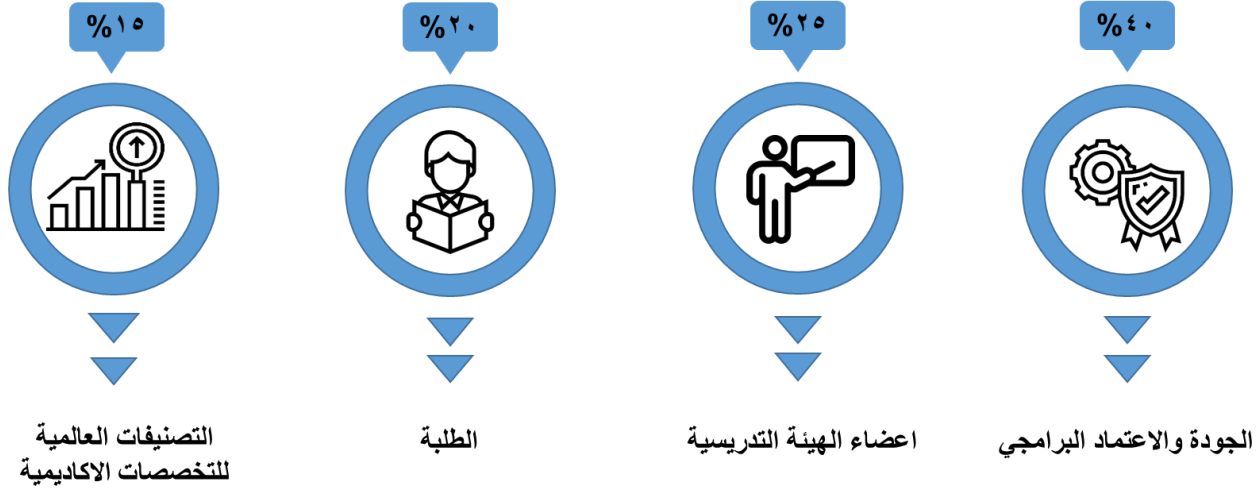 %٤٠
%٢٥
%٢٠
%١٥
الجودة والاعتماد البرامجي
اعضاء الهيئة التدريسية
الطلبة
التصنيفات العالمية
للتخصصات الاكاديمية